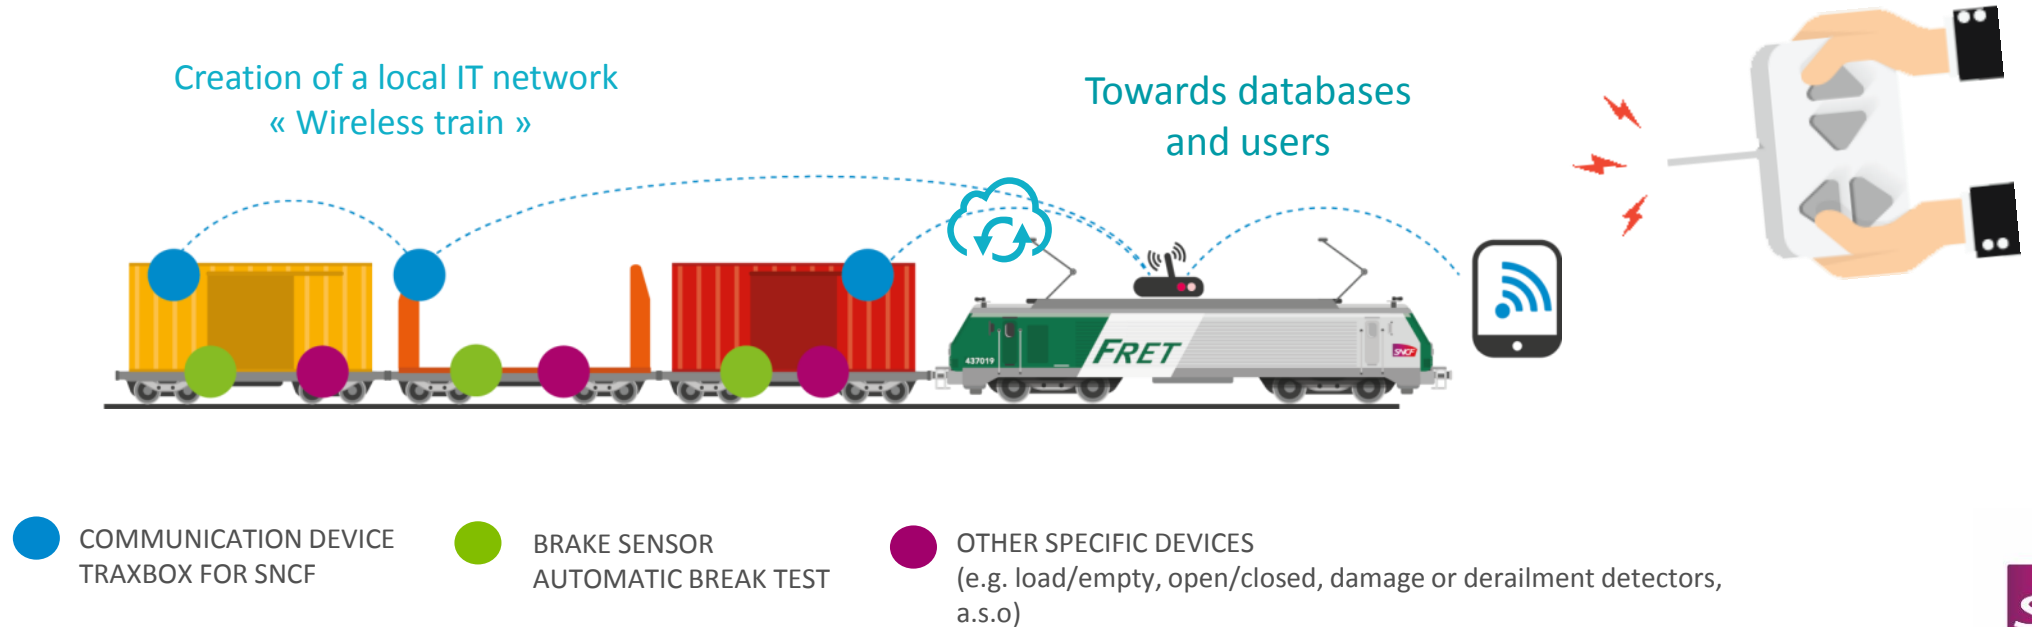 Creation of a local IT network
« Wireless train »
Towards databases
and users
437019
FRET
SNCF
COMMUNICATION DEVICE
TRAXBOX FOR SNCF
BRAKE SENSOR
AUTOMATIC BREAK TEST
OTHER SPECIFIC DEVICES
(e.g. load/empty, open/closed, damage or derailment detectors,
a.s.o)